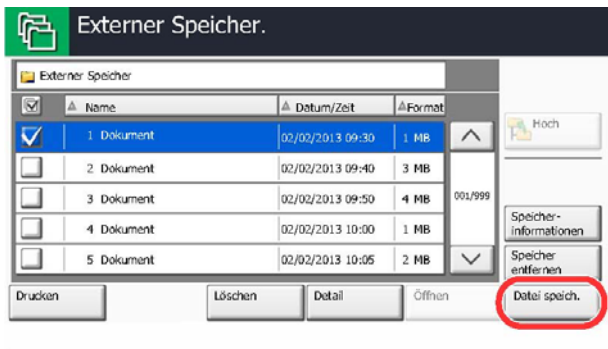 Externer Speicher.
Externer Speicher
Name Datum/Zeit Format
1 Dokument 02/02/2013 09:30 1 MB
2 Dokument 02/02/2013 09:40 3 MB
3 Dokument 02/02/2013 09:50 4 MB
4 Dokument 02/02/2013 10:00 1 MB
5 Dokument 02/02/2013 10:05 2 MB
001/999
Hoch
Speicher-
informationen
Speicher
entfernen
Drucken Löschen Detail Öffnen Datei speich.